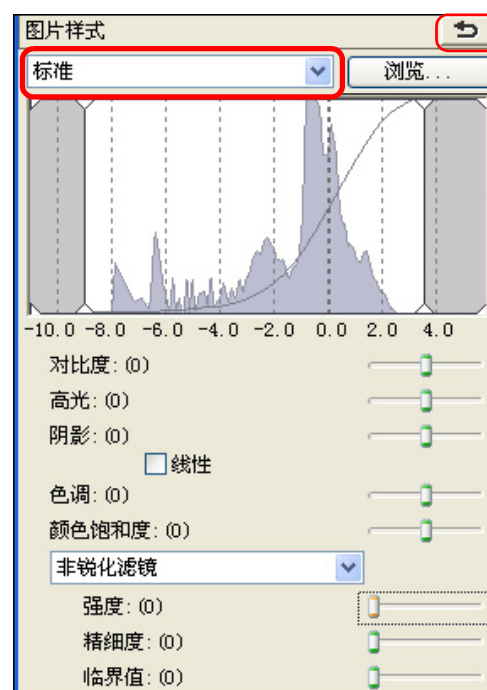 图片样式
标准 浏览...
-10.0 -8.0 -6.0 -4.0 -2.0 0.0 2.0 4.0
对比度: (0)
高光: (0)
阴影: (0)
线性
色调: (0)
颜色饱和度: (0)
非锐化滤镜
强度: (0)
精细度: (0)
临界值: (0)